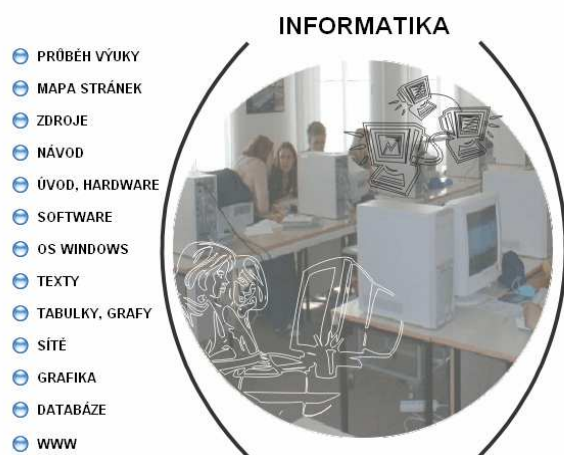 INFORMATIKA
PRŮBĚH VÝUKY
MAPA STRÁNEK
ZDROJE
NÁVOD
ÚVOD, HARDWARE
SOFTWARE
OS WINDOWS
TEXTY
TABULKY, GRAFY
SÍTĚ
GRAFIKA
DATABÁZE
WWW